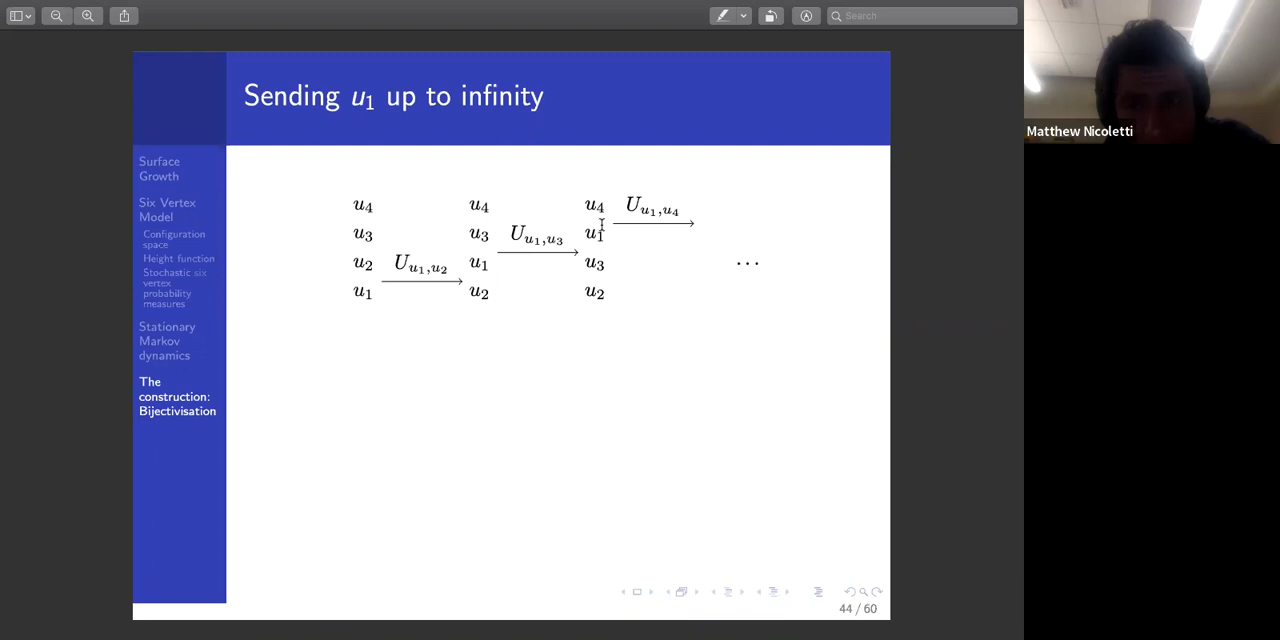 Search
Matthew Nicoletti
Sending u₁ up to infinity
Surface
Growth
Six Vertex
Model
Configuration
space
Height function
Stochastic six
vertex
probability
measures
Stationary
Markov
dynamics
The
construction:
Bijectivisation
u₄ u₄ u₄ U_{u₁,u₄}
u₃ u₃ u₁
U_{u₁,u₃}
u₂ u₁ u₃ ...
U_{u₁,u₂}
u₁ u₂ u₂
44 / 60